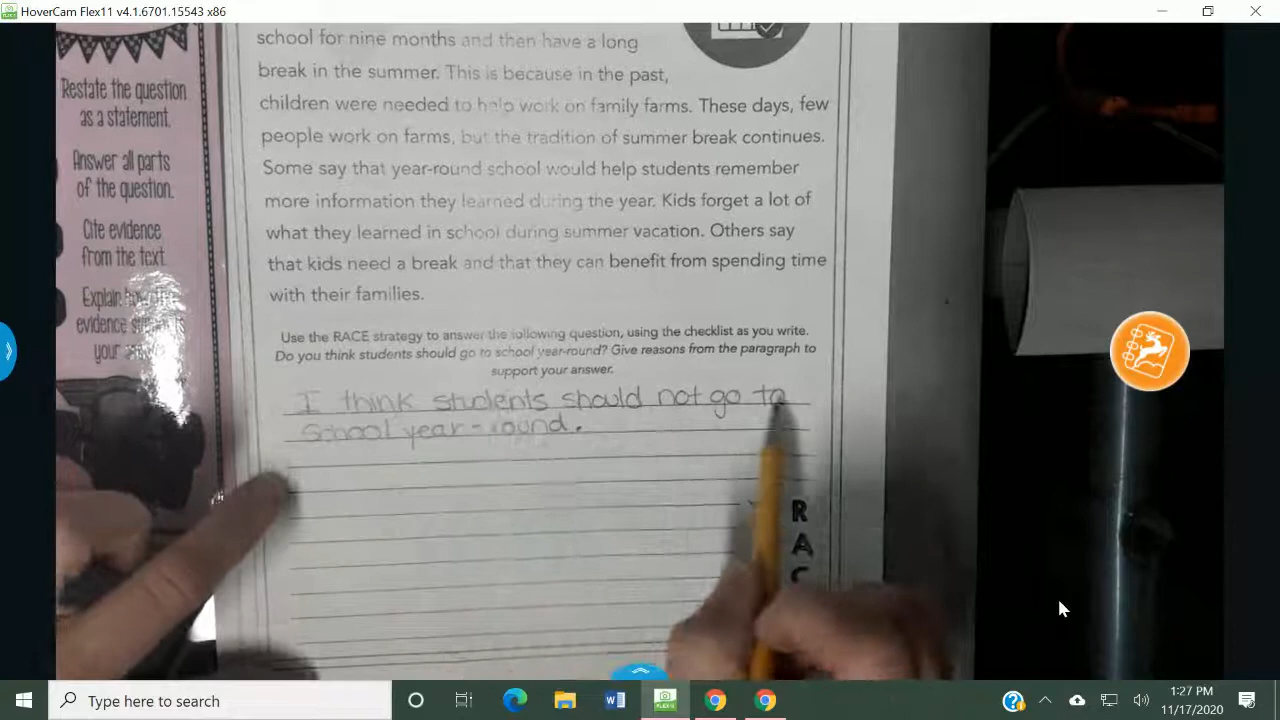 HoverCam Flex11 v4.1.6701.15543 x86
school for nine months and then have a long
break in the summer. This is because in the past,
children were needed to help work on family farms. These days, few
people work on farms, but the tradition of summer break continues.
Some say that year-round school would help students remember
more information they learned during the year. Kids forget a lot of
what they learned in school during summer vacation. Others say
that kids need a break and that they can benefit from spending time
with their families.
Restate the question
as a statement.
Answer all parts
of the question.
Cite evidence
from the text.
Explain how the
evidence supports
your
Use the RACE strategy to answer the following question, using the checklist as you write.
Do you think students should go to school year-round? Give reasons from the paragraph to
support your answer.
I think students should not go to
School year-round.
R
A
C
Type here to search
1:27 PM
11/17/2020